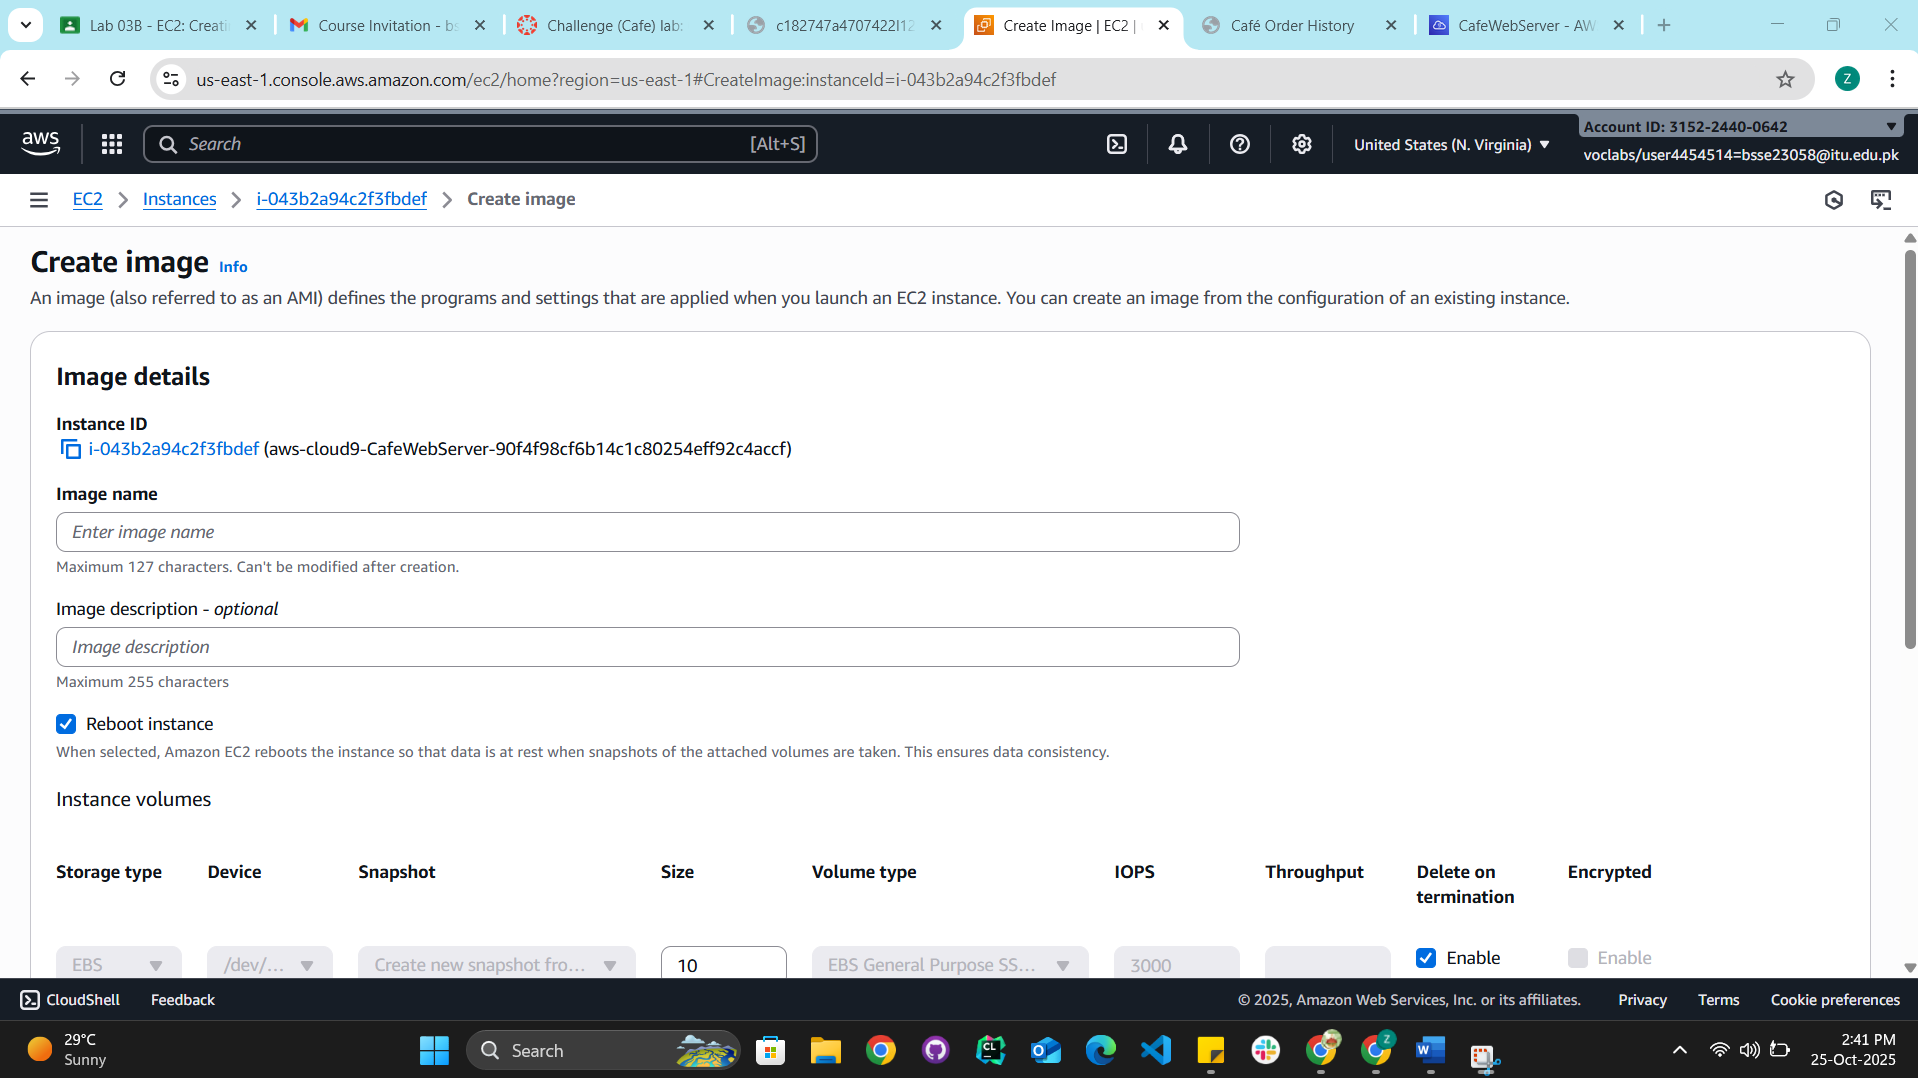 Lab 03B - EC2: Creati
Course Invitation - bs
Challenge (Cafe) lab:
c182747a4707422l12
Create Image | EC2 |
Café Order History
CafeWebServer - AW
us-east-1.console.aws.amazon.com/ec2/home?region=us-east-1#CreateImage:instanceId=i-043b2a94c2f3fbdef
Z
aws
Search
[Alt+S]
United States (N. Virginia)
Account ID: 3152-2440-0642
voclabs/user4454514=bsse23058@itu.edu.pk
EC2
Instances
i-043b2a94c2f3fbdef
Create image
Create image Info
An image (also referred to as an AMI) defines the programs and settings that are applied when you launch an EC2 instance. You can create an image from the configuration of an existing instance.
Image details
Instance ID
i-043b2a94c2f3fbdef (aws-cloud9-CafeWebServer-90f4f98cf6b14c1c80254eff92c4accf)
Image name
Enter image name
Maximum 127 characters. Can't be modified after creation.
Image description - optional
Image description
Maximum 255 characters
Reboot instance
When selected, Amazon EC2 reboots the instance so that data is at rest when snapshots of the attached volumes are taken. This ensures data consistency.
Instance volumes
Storage type Device Snapshot Size Volume type IOPS Throughput Delete on termination Encrypted
EBS /dev/... Create new snapshot fro... 10 EBS General Purpose SS... 3000 Enable Enable
CloudShell Feedback © 2025, Amazon Web Services, Inc. or its affiliates. Privacy Terms Cookie preferences
29°C
Sunny
Search
2:41 PM
25-Oct-2025